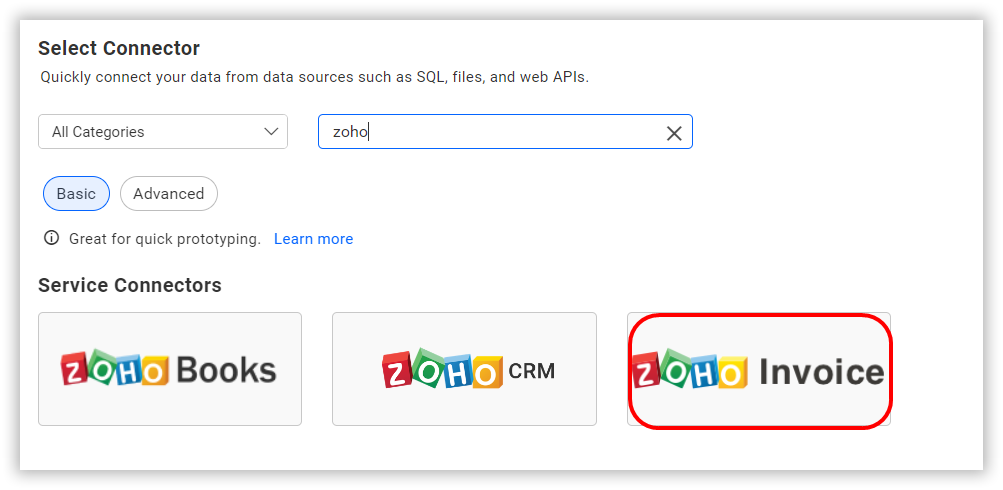 Select Connector
Quickly connect your data from data sources such as SQL, files, and web APIs.
All Categories
zoho
Basic Advanced
Great for quick prototyping. Learn more
Service Connectors
ZOHO Books ZOHO CRM ZOHO Invoice